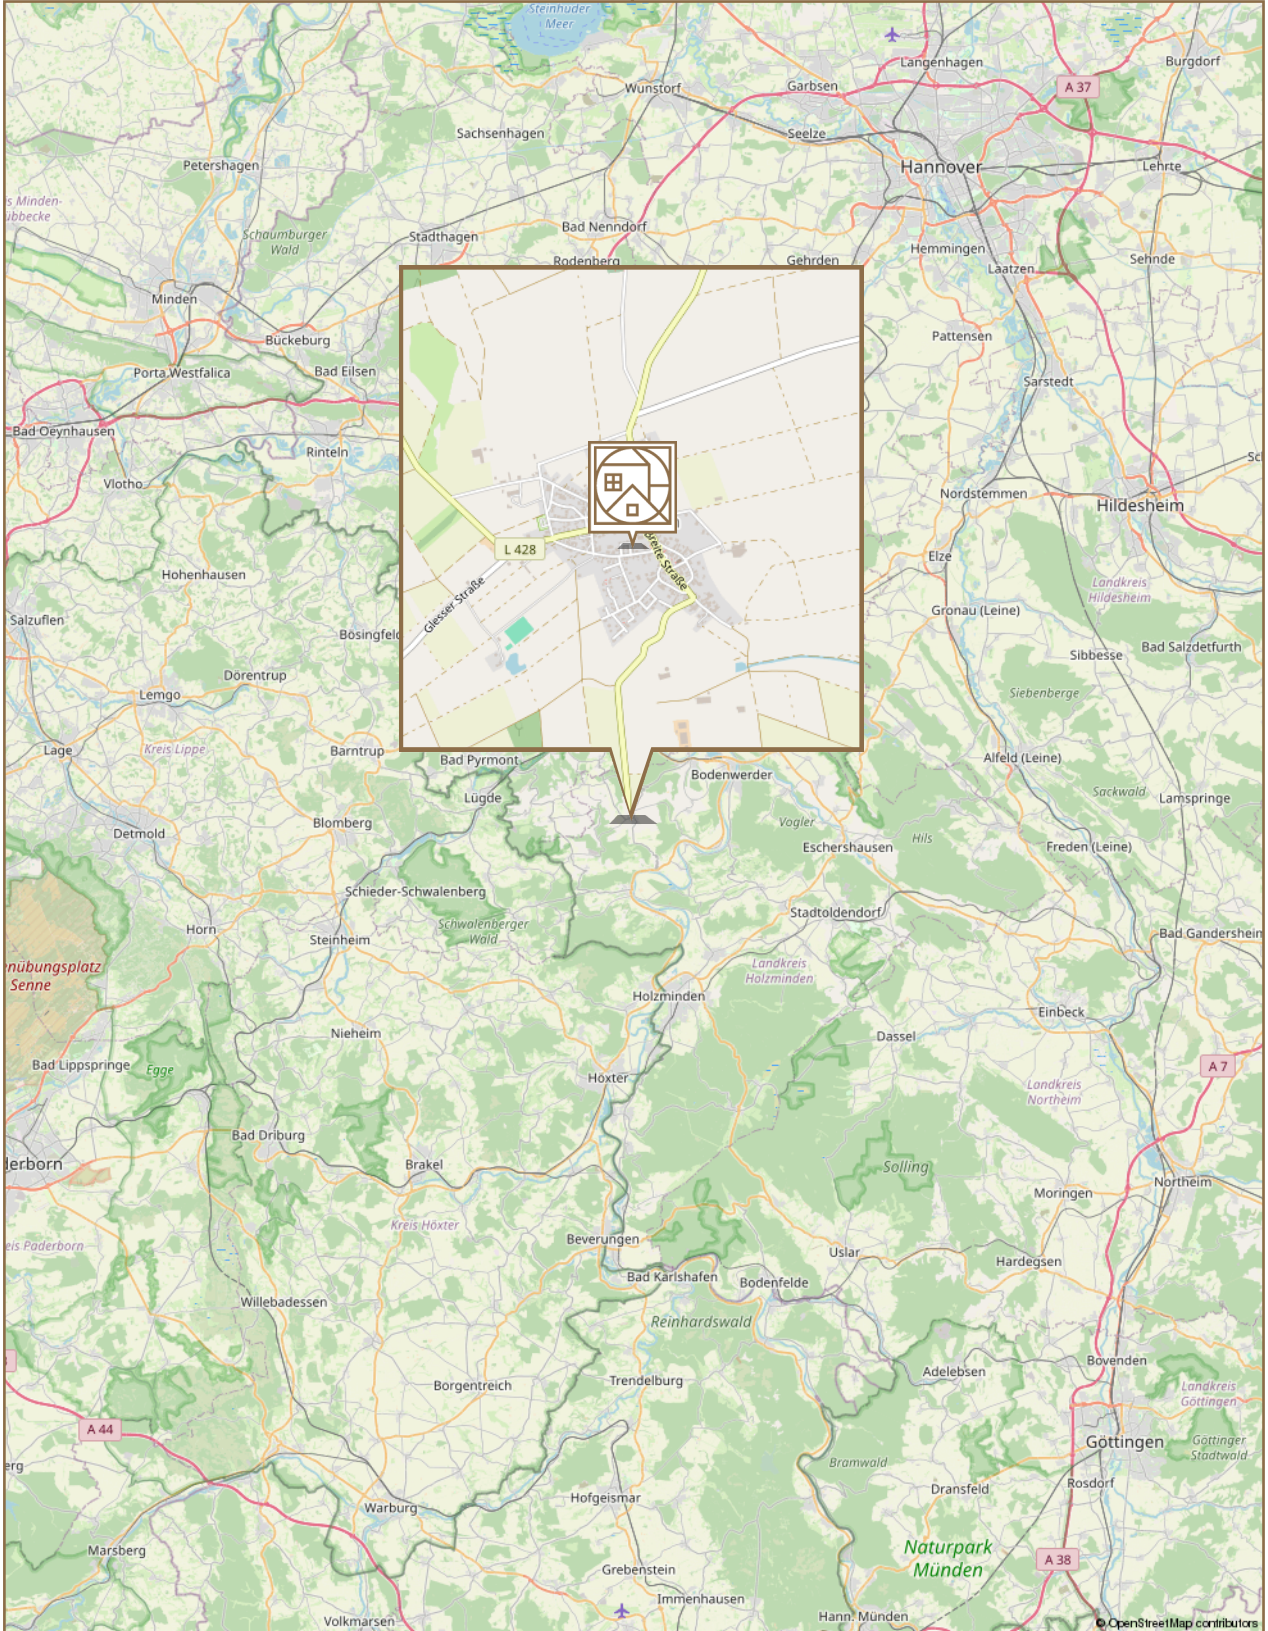 Steinhuder
Meer
Langenhagen
Burgdorf
Wunstorf
Garbsen
A 37
Sachsenhagen
Seelze
Petershagen
Hannover
Lehrte
s Minden-
übbecke
Bad Nenndorf
Schaumburger
Wald
Stadthagen
Hemmingen
Rodenberg
Gehrden
Sehnde
Laatzen
Minden
Bückeburg
Pattensen
Porta Westfalica
Bad Eilsen
Sarstedt
Bad Oeynhausen
Rinteln
Vlotho
Nordstemmen
Hildesheim
L 428
Breite Straße
Elze
Hohenhausen
Glesser Straße
Landkreis
Hildesheim
Gronau (Leine)
Salzuflen
Bösingfeld
Sibbesse
Bad Salzdetfurth
Dörentrup
Lemgo
Siebenberge
Lage
Kreis Lippe
Barntrup
Bad Pyrmont
Alfeld (Leine)
Bodenwerder
Lügde
Sackwald
Lamspringe
Blomberg
Vogler
Detmold
Hils
Eschershausen
Freden (Leine)
Schieder-Schwalenberg
Stadtoldendorf
Schwalenberger
Wald
Horn
Steinheim
Bad Gandersheim
nübungsplatz
Senne
Landkreis
Holzminden
Holzminden
Einbeck
Nieheim
Dassel
Bad Lippspringe
Egge
A 7
Höxter
Landkreis
Northeim
Bad Driburg
derborn
Brakel
Solling
Northeim
Moringen
Kreis Höxter
Beverungen
eis Paderborn
Uslar
Hardegsen
Bad Karlshafen
Bodenfelde
Willebadessen
Reinhardswald
Bovenden
Adelebsen
Trendelburg
Borgentreich
Landkreis
Göttingen
A 44
Göttingen
Göttinger
Stadtwald
erg
Bramwald
Rosdorf
Dransfeld
Hofgeismar
Warburg
Marsberg
Naturpark
Münden
A 38
Grebenstein
Immenhausen
Volkmarsen
Hann. Münden
© OpenStreetMap contributors